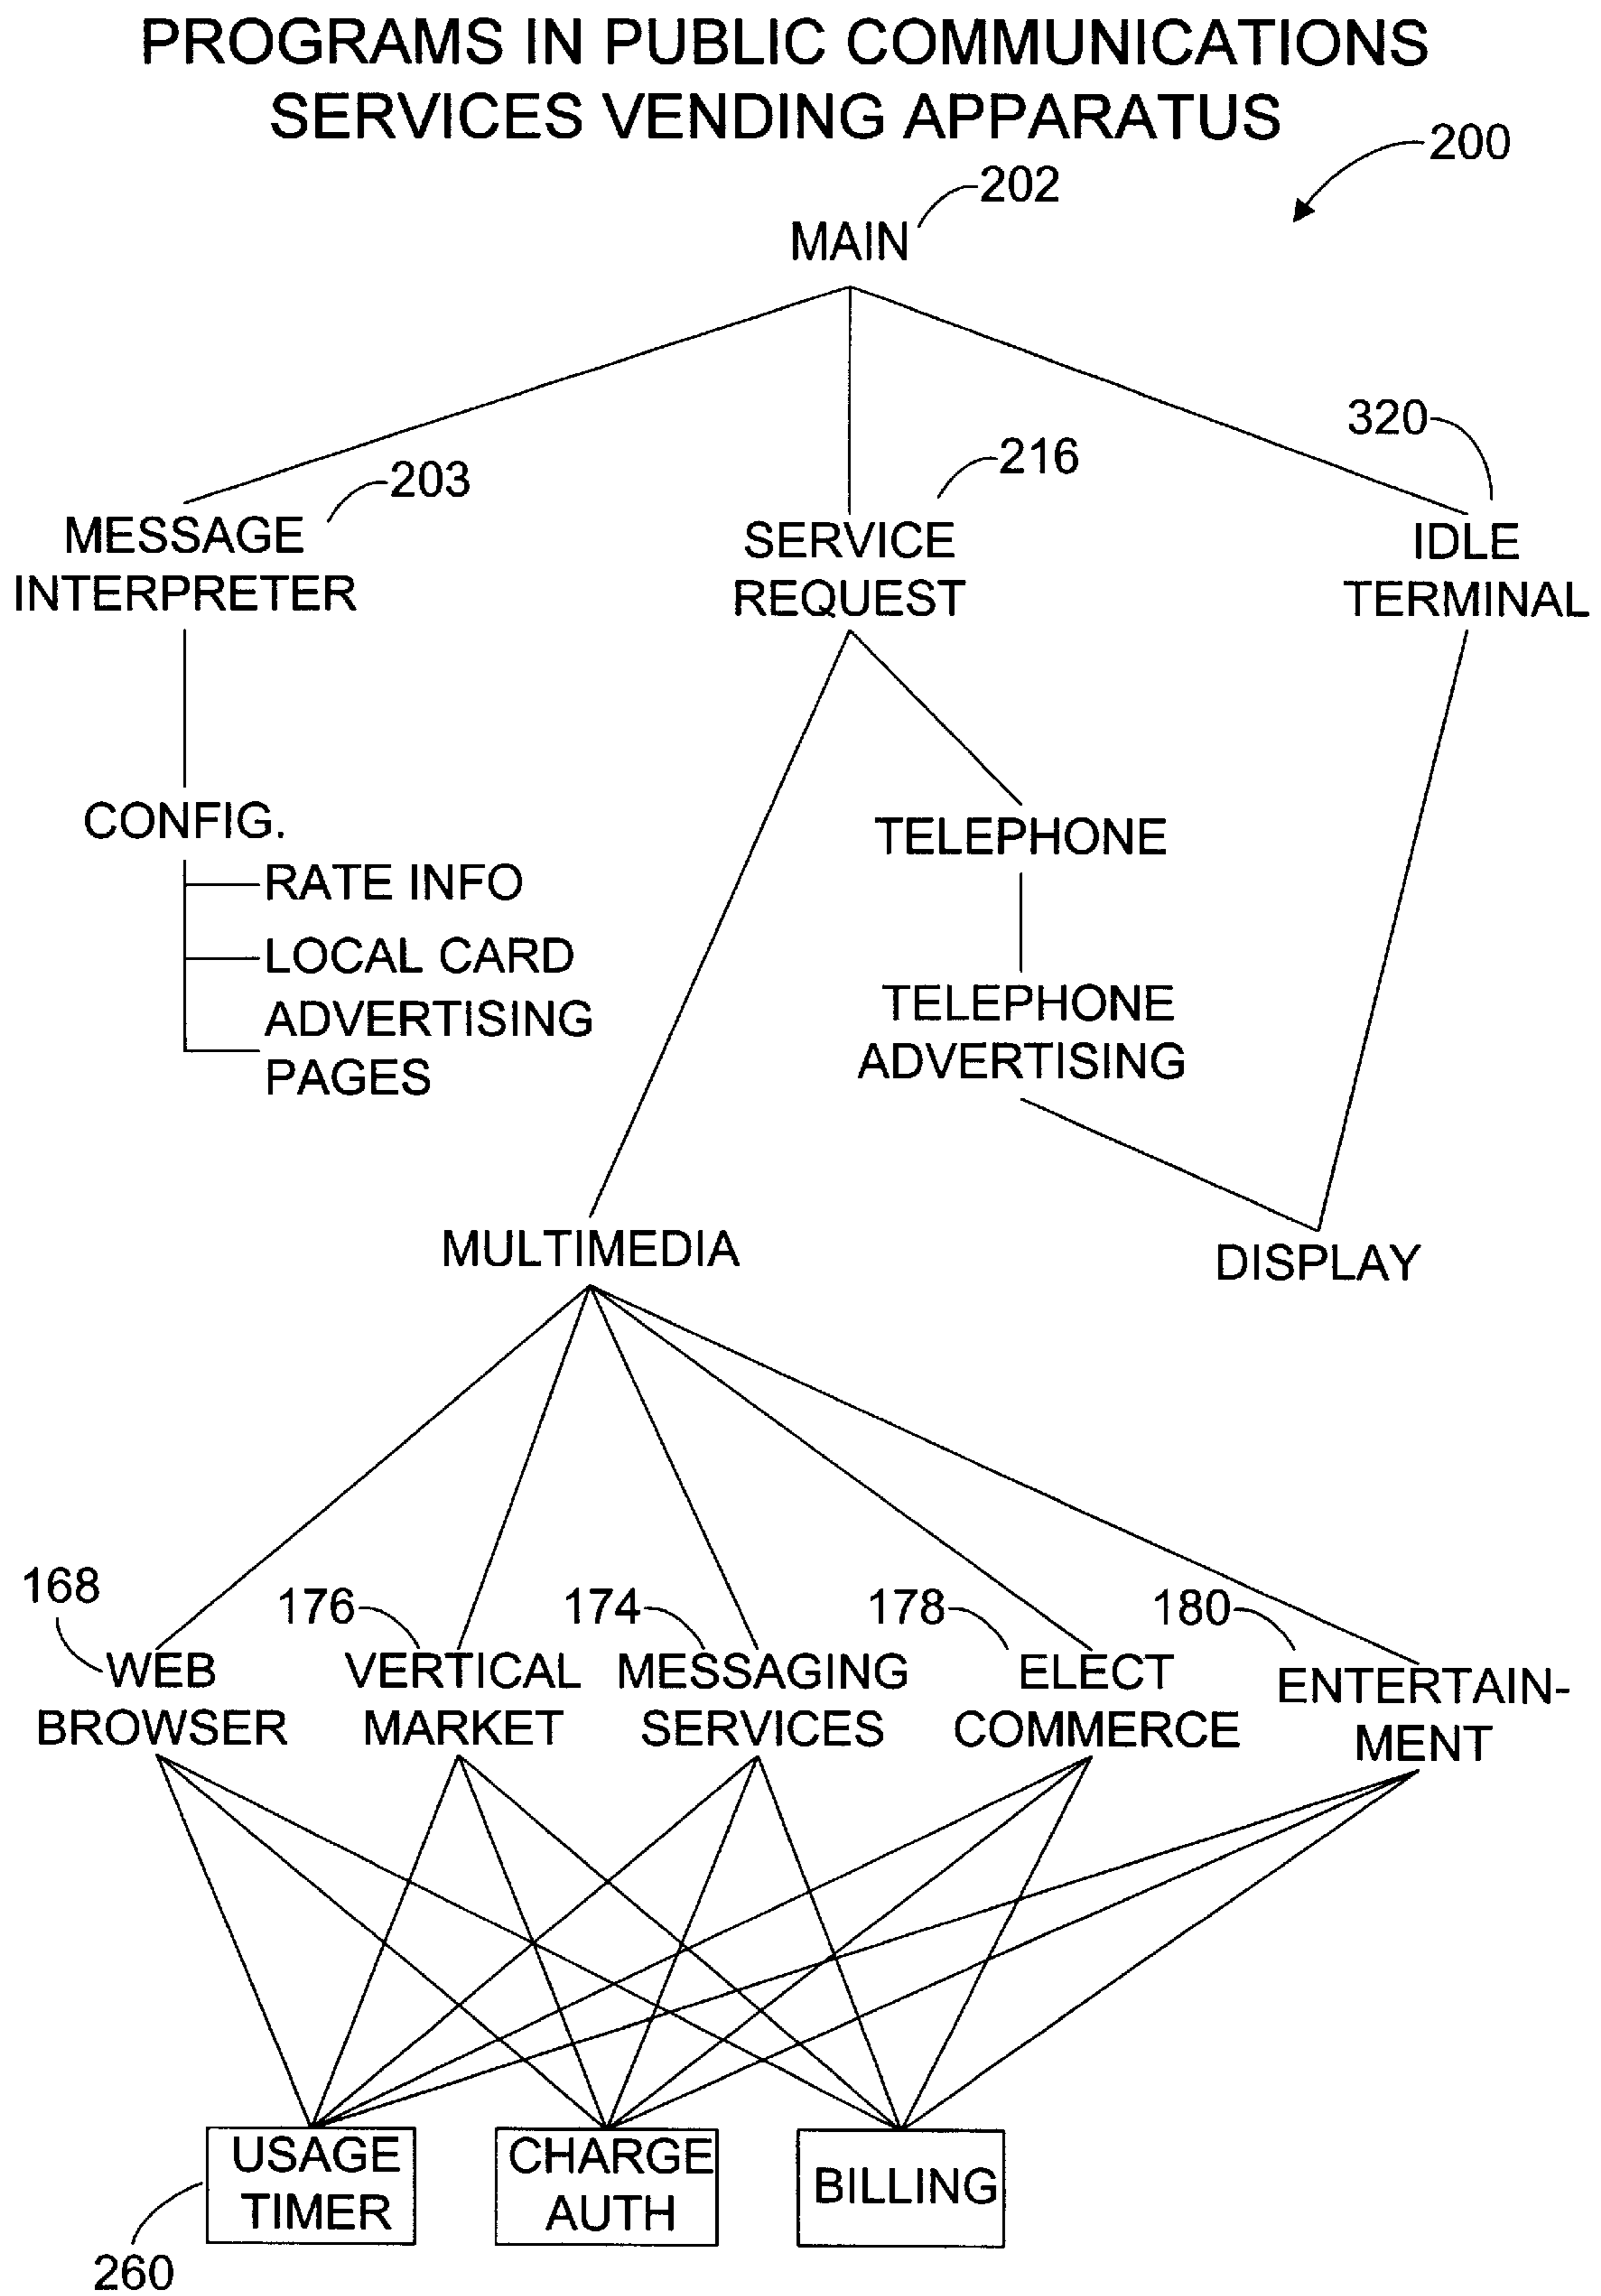 PROGRAMS IN PUBLIC COMMUNICATIONS
SERVICES VENDING APPARATUS
200
202
MAIN
320
216
203
MESSAGE
INTERPRETER
SERVICE
REQUEST
IDLE
TERMINAL
CONFIG.
RATE INFO
LOCAL CARD
ADVERTISING
PAGES
TELEPHONE
TELEPHONE
ADVERTISING
MULTIMEDIA
DISPLAY
168
176
174
178
180
WEB
BROWSER
VERTICAL
MARKET
MESSAGING
SERVICES
ELECT
COMMERCE
ENTERTAIN-
MENT
USAGE
TIMER
CHARGE
AUTH
BILLING
260